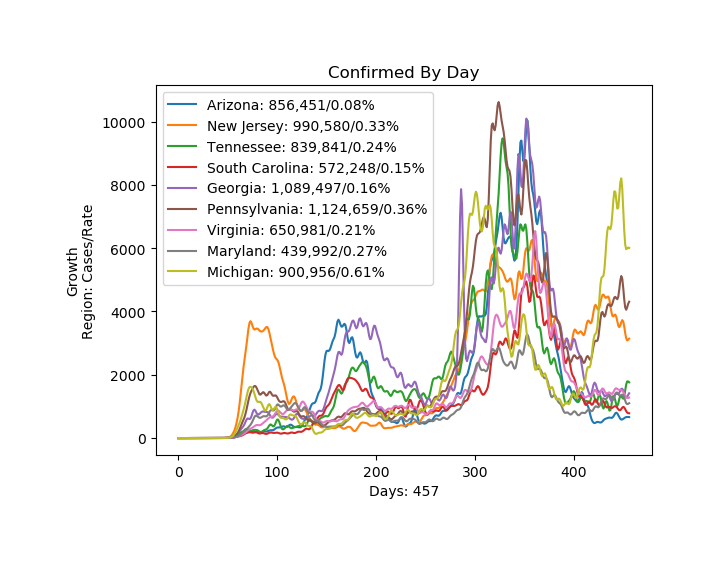 Confirmed By Day
Growth
Region: Cases/Rate
10000
8000
6000
4000
2000
0
Arizona: 856,451/0.08%
New Jersey: 990,580/0.33%
Tennessee: 839,841/0.24%
South Carolina: 572,248/0.15%
Georgia: 1,089,497/0.16%
Pennsylvania: 1,124,659/0.36%
Virginia: 650,981/0.21%
Maryland: 439,992/0.27%
Michigan: 900,956/0.61%
0 100 200 300 400
Days: 457